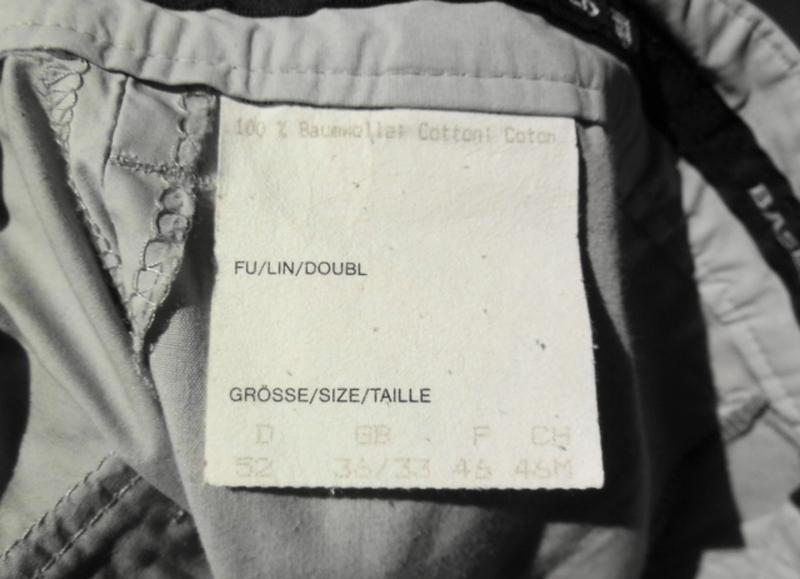 100 % Baumwolle: Cotton: Coton
FU/LIN/DOUBL
GRÖSSE/SIZE/TAILLE
D GB F CH
52 36/33 46 46M